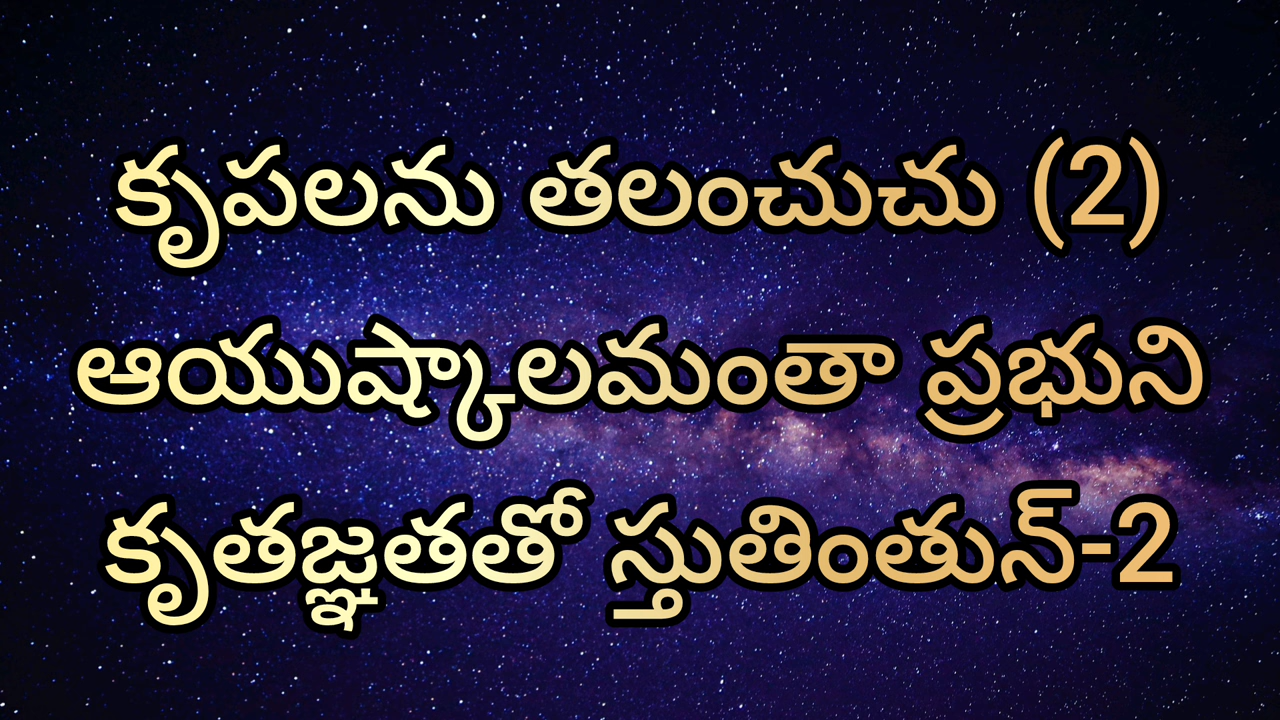 కృపలను తలంచుచు (2)
ఆయుష్కాలమంతా ప్రభుని
కృతజ్ఞతతో స్తుతింతున్-2